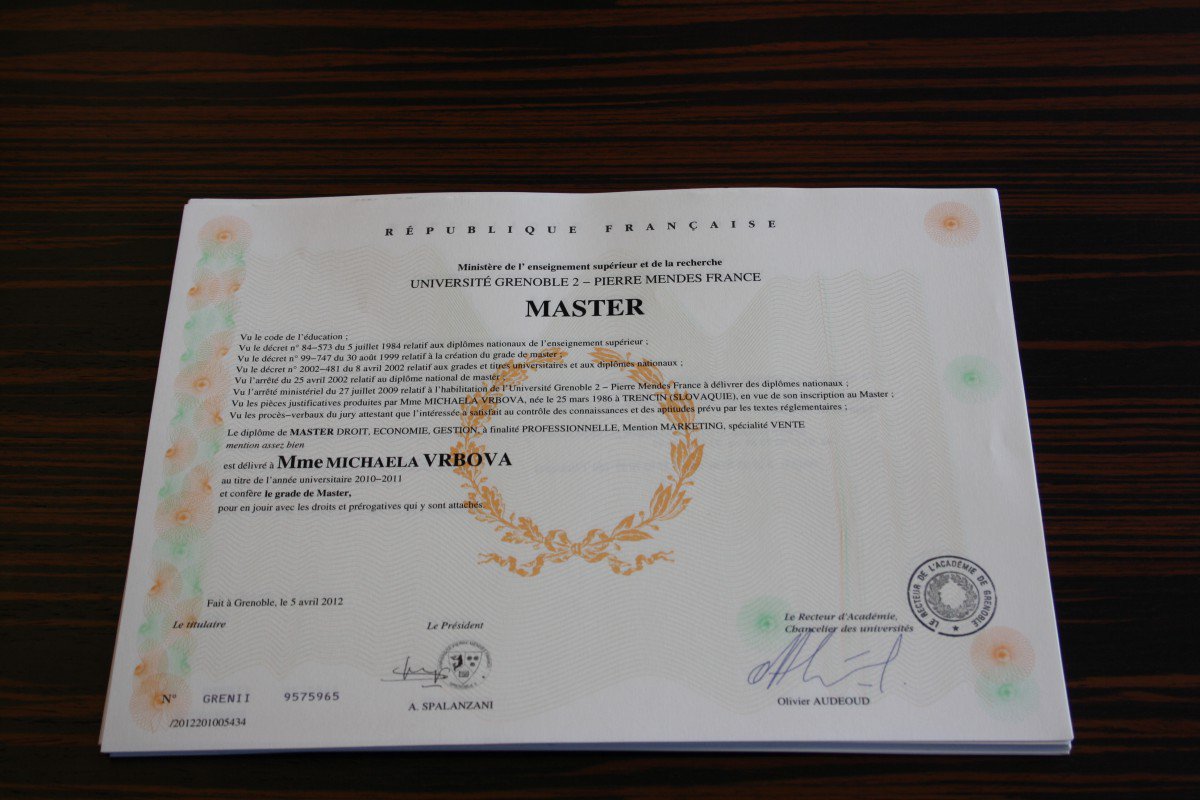 RÉPUBLIQUE FRANÇAISE
Ministère de l' enseignement supérieur et de la recherche
UNIVERSITÉ GRENOBLE 2 – PIERRE MENDES FRANCE
MASTER
Vu le code de l'éducation ;
Vu le décret n° 84–573 du 5 juillet 1984 relatif aux diplômes nationaux de l'enseignement supérieur ;
Vu le décret n° 99–747 du 30 août 1999 relatif à la création du grade de master ;
Vu le décret n° 2002–481 du 8 avril 2002 relatif aux grades et titres universitaires et aux diplômes nationaux ;
Vu l'arrêté du 25 avril 2002 relatif au diplôme national de master ;
Vu l'arrêté ministériel du 27 juillet 2009 relatif à l'habilitation de l'Université Grenoble 2 – Pierre Mendes France à délivrer des diplômes nationaux ;
Vu les pièces justificatives produites par Mme MICHAELA VRBOVA, née le 25 mars 1986 à TRENCIN (SLOVAQUIE), en vue de son inscription au Master ;
Vu les procès–verbaux du jury attestant que l'intéressée a satisfait au contrôle des connaissances et des aptitudes prévu par les textes réglementaires ;
Le diplôme de MASTER DROIT, ECONOMIE, GESTION, à finalité PROFESSIONNELLE, Mention MARKETING, spécialité VENTE
mention assez bien
est délivré à Mme MICHAELA VRBOVA
au titre de l'année universitaire 2010–2011
et confère le grade de Master,
pour en jouir avec les droits et prérogatives qui y sont attachés.
Fait à Grenoble, le 5 avril 2012
Le titulaire
Le Président
Le Recteur d'Académie,
Chancelier des universités
LE RECTEUR DE L'ACADÉMIE DE GRENOBLE
A. SPALANZANI
Olivier AUDEOUD
N° GRENII 9575965
/2012201005434